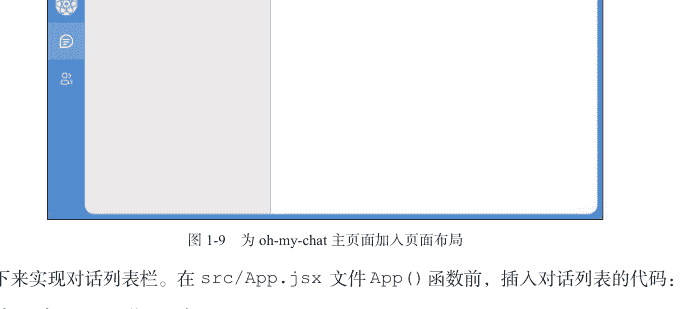 图 1-9　为 oh-my-chat 主页面加入页面布局
下来实现对话列表栏。在 src/App.jsx 文件 App() 函数前，插入对话列表的代码：